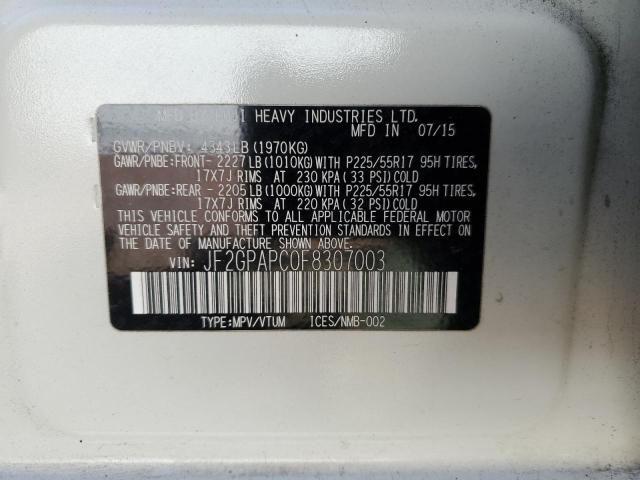 MFD I HEAVY INDUSTRIES LTD.
MFD IN 07/15
GVWR/PNBV: 4343LB (1970KG)
GAWR/PNBE:FRONT- 2227LB(1010KG)WITH P225/55R17 95H TIRES,
17X7J RIMS AT 230 KPA (33 PSI)COLD
GAWR/PNBE:REAR - 2205LB(1000KG)WITH P225/55R17 95H TIRES,
17X7J RIMS AT 220 KPA (32 PSI)COLD
THIS VEHICLE CONFORMS TO ALL APPLICABLE FEDERAL MOTOR
VEHICLE SAFETY, BUMPER, AND THEFT PREVENTION STANDARDS
IN EFFECT ON THE DATE OF MANUFACTURE SHOWN ABOVE.
VIN: JF2GPAPC0F8307003
TYPE:MPV/VTUM ICES/NMB-002